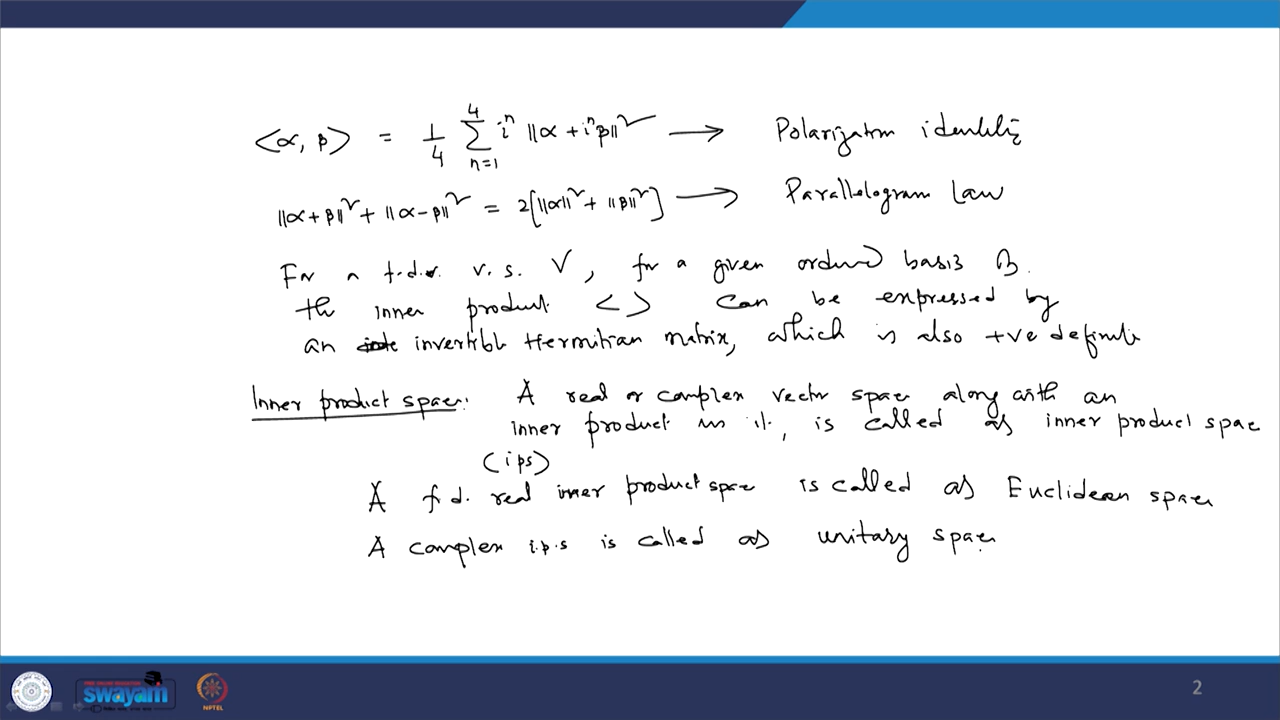 <α, β> = 1/4 Σ_{n=1}^{4} i^n ||α + i^n β||² → Polarization identity
||α+β||² + ||α-β||² = 2[||α||² + ||β||²] → Parallelogram Law
For a f.d. v. s. V, for a given ordered basis B.
the inner product < > can be expressed by
an invertible Hermitian matrix, which is also +ve definite
Inner product space: A real or complex vector space along with an
inner product on it, is called as inner product space
(ips)
A f.d. real inner product space is called as Euclidean space
A complex i.p.s is called as unitary space.
swayam
NPTEL
2